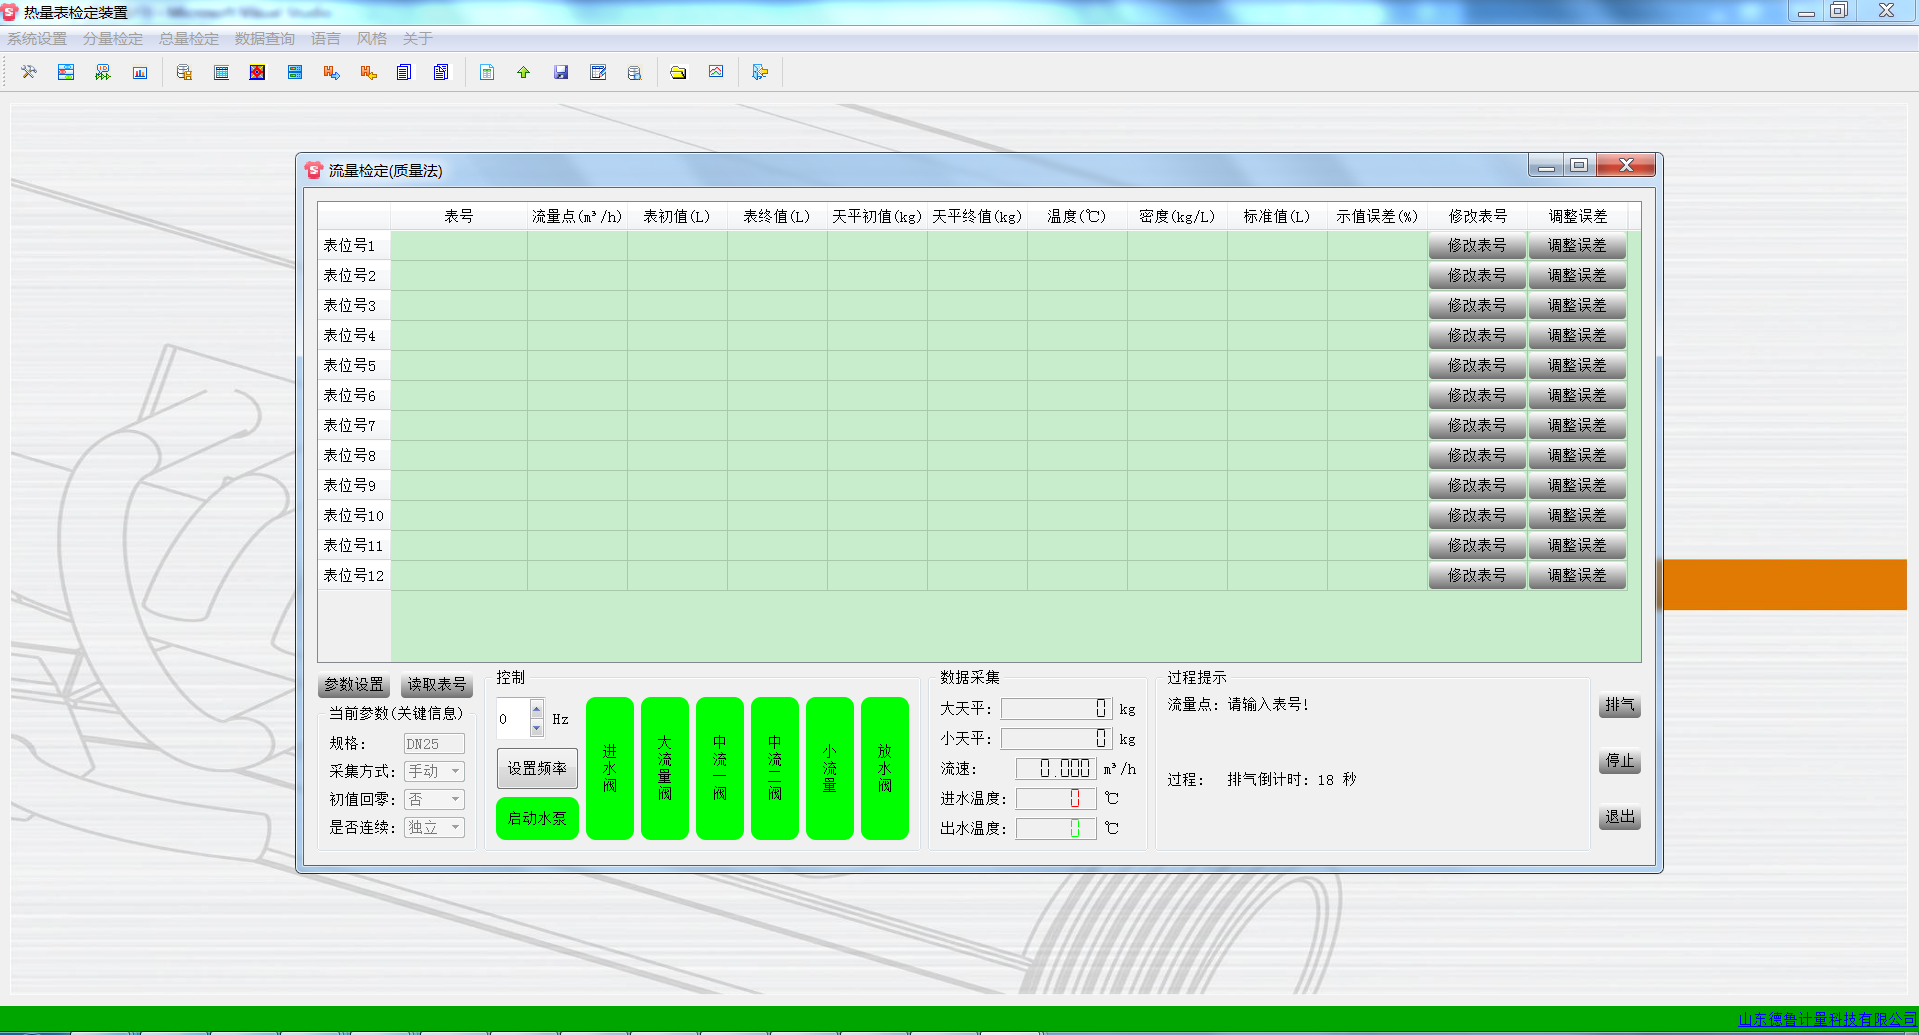 热量表检定装置
系统设置 分量检定 总量检定 数据查询 语言 风格 关于
流量检定(质量法)
表号 流量点(m³/h) 表初值(L) 表终值(L) 天平初值(kg) 天平终值(kg) 温度(℃) 密度(kg/L) 标准值(L) 示值误差(%) 修改表号 调整误差
表位号1 修改表号 调整误差
表位号2 修改表号 调整误差
表位号3 修改表号 调整误差
表位号4 修改表号 调整误差
表位号5 修改表号 调整误差
表位号6 修改表号 调整误差
表位号7 修改表号 调整误差
表位号8 修改表号 调整误差
表位号9 修改表号 调整误差
表位号10 修改表号 调整误差
表位号11 修改表号 调整误差
表位号12 修改表号 调整误差
参数设置 读取表号
当前参数(关键信息)
规格: DN25
采集方式: 手动
初值回零: 否
是否连续: 独立
控制
0 Hz
设置频率
启动水泵
进水阀
大流量阀
中流一阀
中流二阀
小流量
放水阀
数据采集
大天平: 0 kg
小天平: 0 kg
流速: 0.000 m³/h
进水温度: 0 ℃
出水温度: 0 ℃
过程提示
流量点: 请输入表号!
过程: 排气倒计时: 18 秒
排气
停止
退出
山东德鲁计量科技有限公司